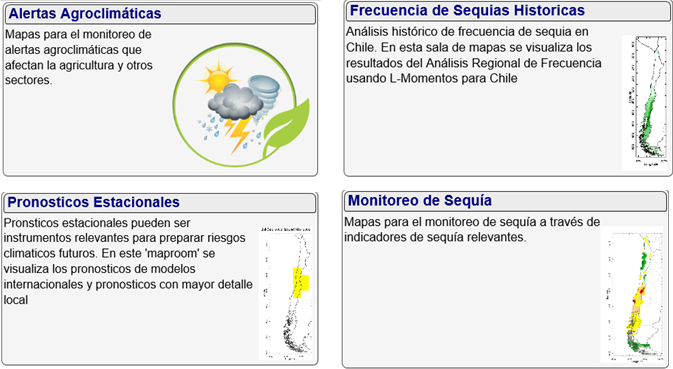 Alertas Agroclimáticas
Mapas para el monitoreo de
alertas agroclimáticas que
afectan la agricultura y otros
sectores.
Frecuencia de Sequias Historicas
Análisis histórico de frecuencia de sequia en
Chile. En esta sala de mapas se visualiza los
resultados del Análisis Regional de Frecuencia
usando L-Momentos para Chile
Pronosticos Estacionales
Pronsticos estacionales pueden ser
instrumentos relevantes para preparar riesgos
climaticos futuros. En este 'maproom' se
visualiza los pronosticos de modelos
internacionales y pronosticos con mayor detalle
local
Monitoreo de Sequía
Mapas para el monitoreo de sequía a través de
indicadores de sequía relevantes.